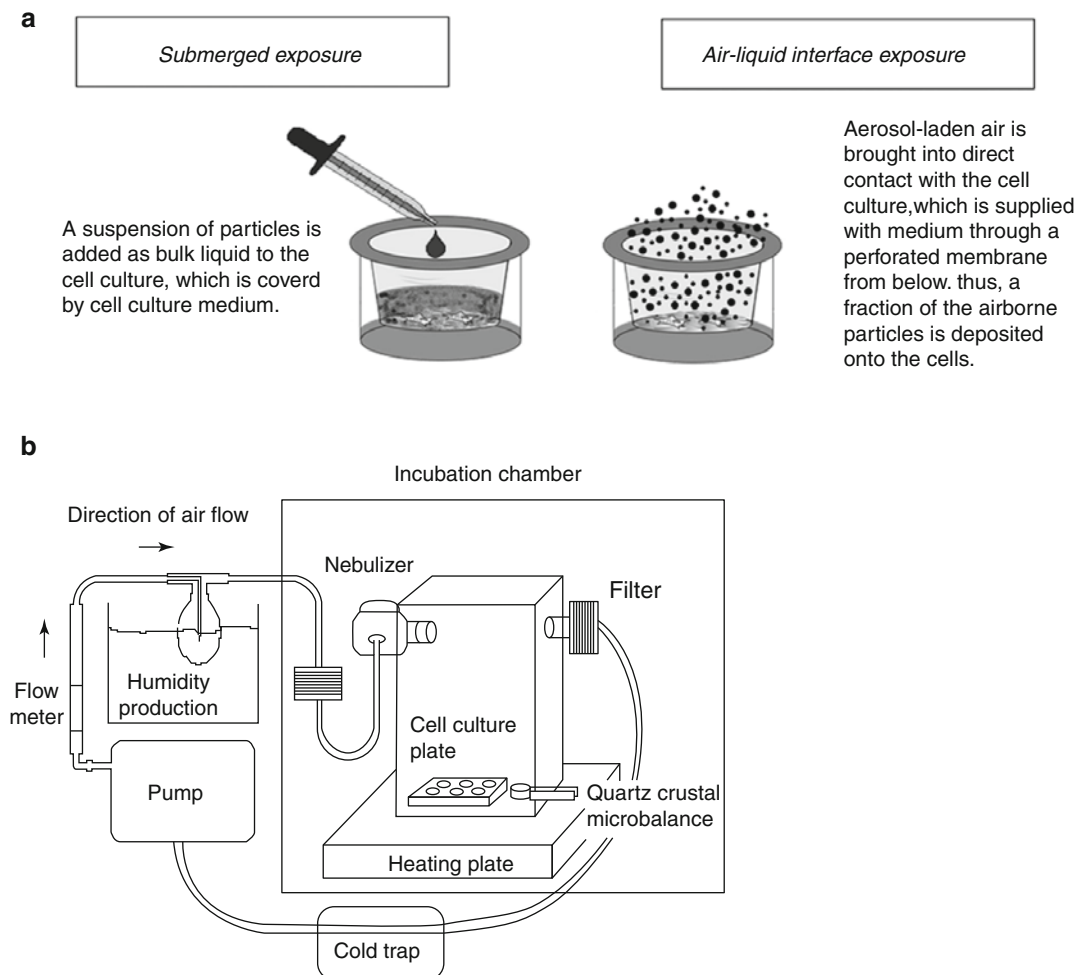 a
Submerged exposure
Air-liquid interface exposure
A suspension of particles is
added as bulk liquid to the
cell culture, which is coverd
by cell culture medium.
Aerosol-laden air is
brought into direct
contact with the cell
culture,which is supplied
with medium through a
perforated membrane
from below. thus, a
fraction of the airborne
particles is deposited
onto the cells.
b
Incubation chamber
Direction of air flow
Nebulizer
Filter
Humidity
production
Flow
meter
Cell culture
plate
Pump
Quartz crustal
microbalance
Heating plate
Cold trap